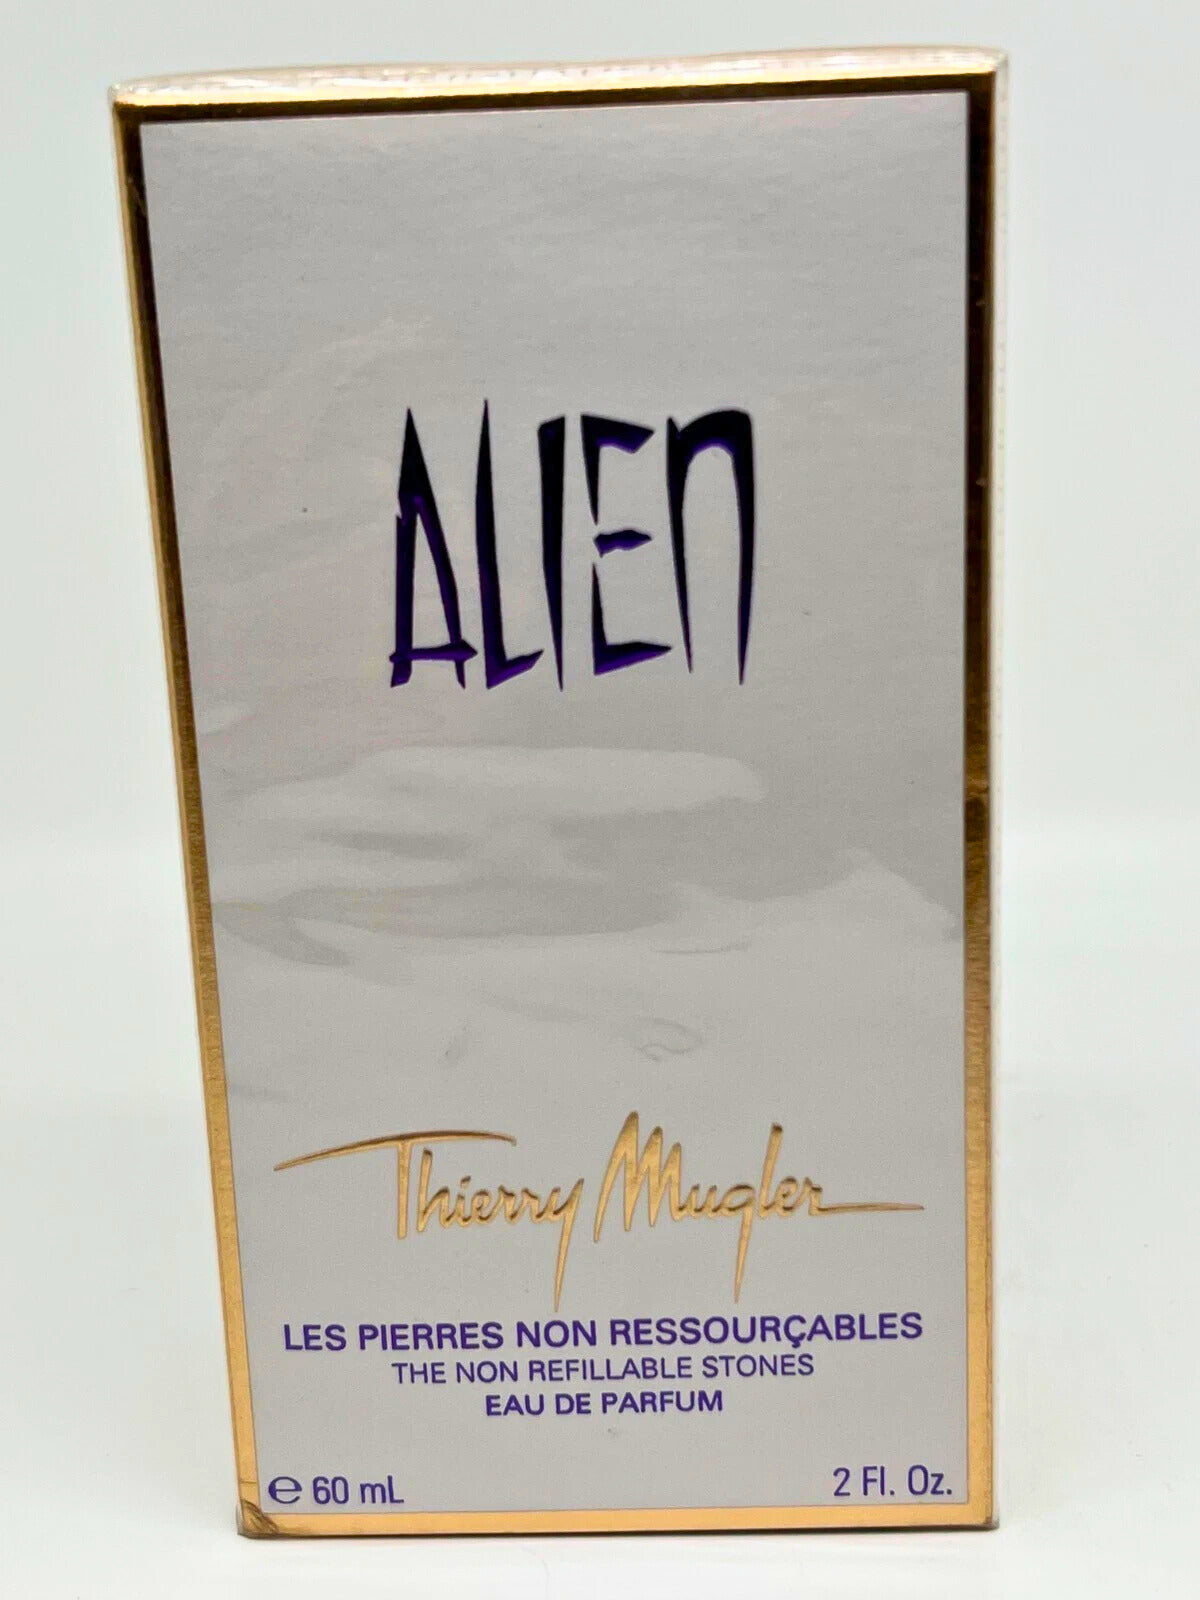 ALIEN
Thierry Mugler
LES PIERRES NON RESSOURÇABLES
THE NON REFILLABLE STONES
EAU DE PARFUM
℮ 60 mL 2 Fl. Oz.